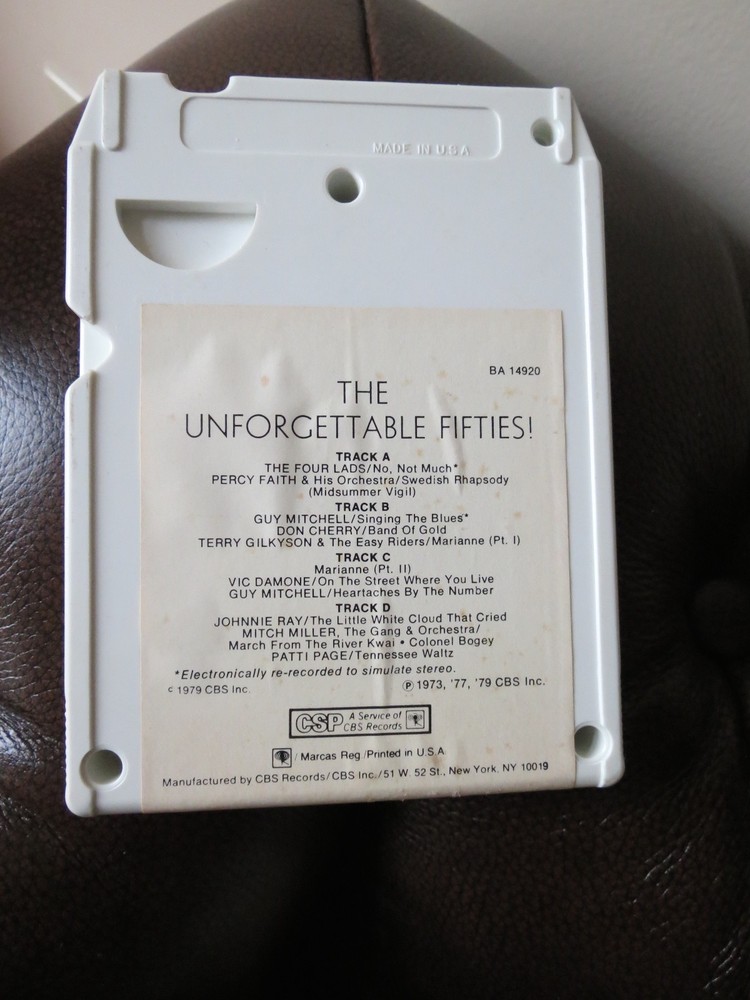 MADE IN U.S.A
BA 14920
THE
UNFORGETTABLE FIFTIES!
TRACK A
THE FOUR LADS/No, Not Much*
PERCY FAITH & His Orchestra/Swedish Rhapsody
(Midsummer Vigil)
TRACK B
GUY MITCHELL/Singing The Blues*
DON CHERRY/Band Of Gold
TERRY GILKYSON & The Easy Riders/Marianne (Pt. I)
TRACK C
Marianne (Pt. II)
VIC DAMONE/On The Street Where You Live
GUY MITCHELL/Heartaches By The Number
TRACK D
JOHNNIE RAY/The Little White Cloud That Cried
MITCH MILLER, The Gang & Orchestra/
March From The River Kwai • Colonel Bogey
PATTI PAGE/Tennessee Waltz
*Electronically re-recorded to simulate stereo.
c 1979 CBS Inc. ℗ 1973, '77, '79 CBS Inc.
CSP A Service of
CBS Records
/ Marcas Reg./Printed in U.S.A.
Manufactured by CBS Records/CBS Inc./51 W. 52 St., New York, NY 10019